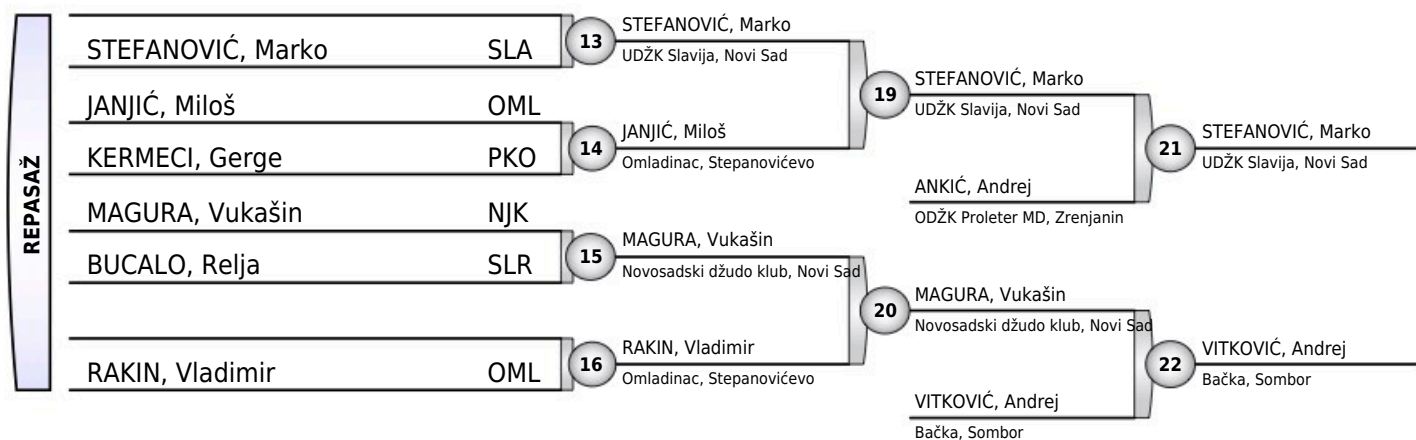 REPASAŽ
STEFANOVIĆ, Marko SLA
JANJIĆ, Miloš OML
KERMECI, Gerge PKO
MAGURA, Vukašin NJK
BUCALO, Relja SLR
RAKIN, Vladimir OML
13
STEFANOVIĆ, Marko
UDŽK Slavija, Novi Sad
14
JANJIĆ, Miloš
Omladinac, Stepanovićevo
15
MAGURA, Vukašin
Novosadski džudo klub, Novi Sad
16
RAKIN, Vladimir
Omladinac, Stepanovićevo
19
STEFANOVIĆ, Marko
UDŽK Slavija, Novi Sad
ANKIĆ, Andrej
ODŽK Proleter MD, Zrenjanin
20
MAGURA, Vukašin
Novosadski džudo klub, Novi Sad
VITKOVIĆ, Andrej
Bačka, Sombor
21
STEFANOVIĆ, Marko
UDŽK Slavija, Novi Sad
22
VITKOVIĆ, Andrej
Bačka, Sombor